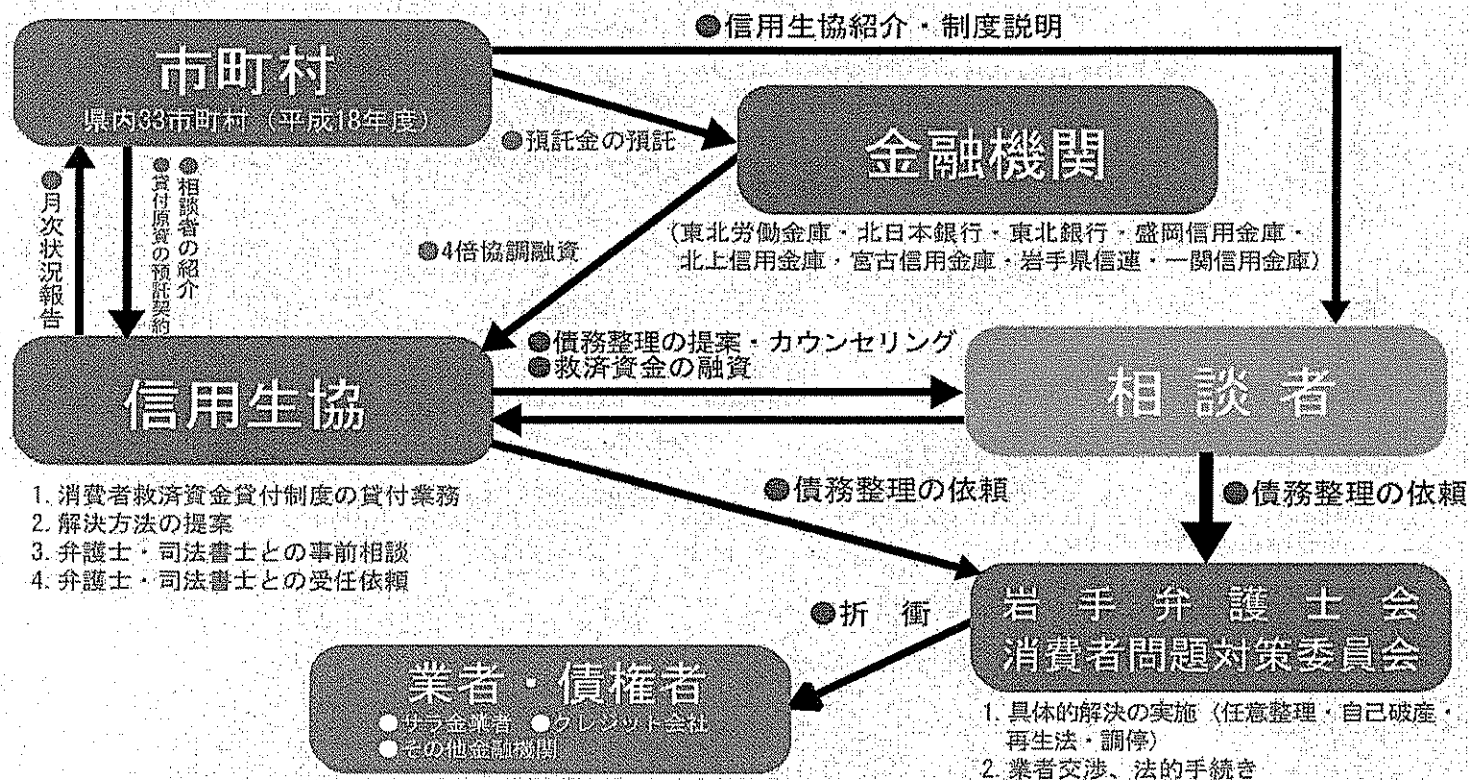 ●信用生協紹介・制度説明
市町村
県内33市町村（平成18年度）
●預託金の預託
金融機関
（東北労働金庫・北日本銀行・東北銀行・盛岡信用金庫・
北上信用金庫・宮古信用金庫・岩手県信連・一関信用金庫）
●月次状況報告
●相談者の紹介
●貸付原資の預託契約
●4倍協調融資
●債務整理の提案・カウンセリング
●救済資金の融資
信用生協
相談者
1. 消費者救済資金貸付制度の貸付業務
2. 解決方法の提案
3. 弁護士・司法書士との事前相談
4. 弁護士・司法書士との受任依頼
●債務整理の依頼
●債務整理の依頼
岩手弁護士会
消費者問題対策委員会
●折　衝
業者・債権者
●サラ金業者 ●クレジット会社
●その他金融機関
1. 具体的解決の実施（任意整理・自己破産・
再生法・調停）
2. 業者交渉、法的手続き